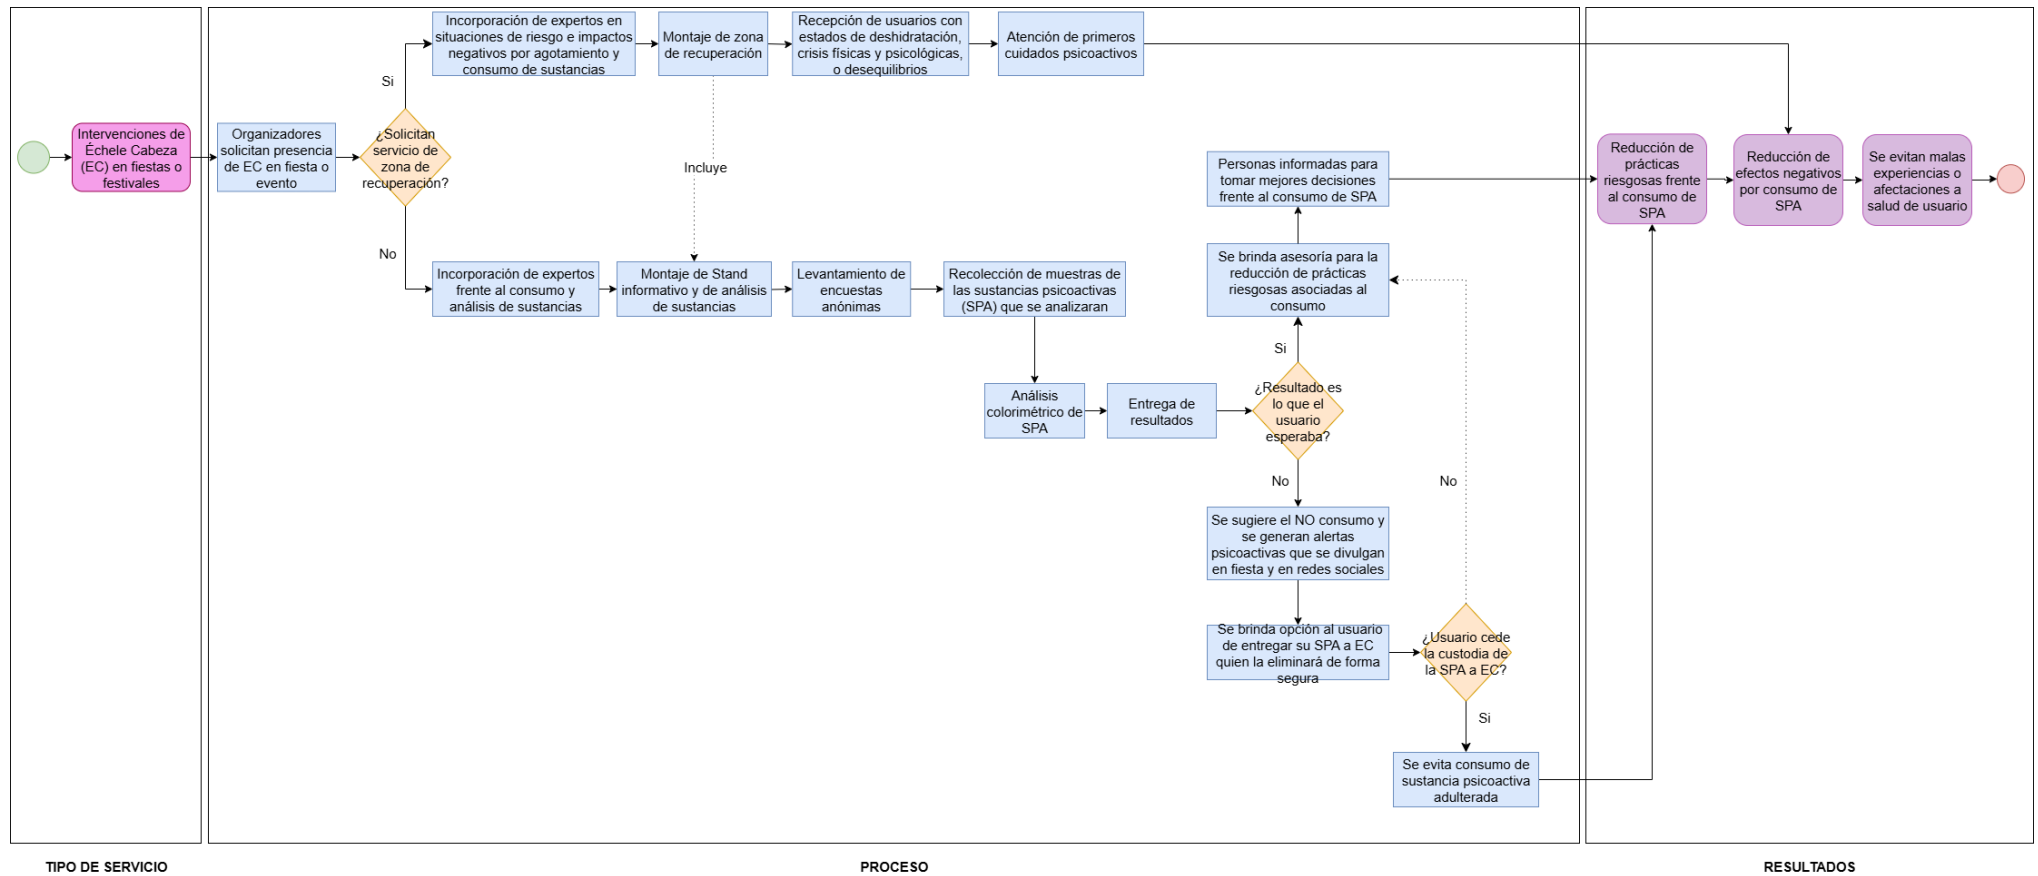 Intervenciones de
Échele Cabeza
(EC) en fiestas o
festivales
Organizadores
solicitan presencia
de EC en fiesta o
evento
¿Solicitan
servicio de
zona de
recuperación?
Si
Incorporación de expertos en
situaciones de riesgo e impactos
negativos por agotamiento y
consumo de sustancias
Montaje de zona
de recuperación
Recepción de usuarios con
estados de deshidratación,
crisis físicas y psicológicas,
o desequilibrios
Atención de primeros
cuidados psicoactivos
Incluye
No
Incorporación de expertos
frente al consumo y
análisis de sustancias
Montaje de Stand
informativo y de análisis
de sustancias
Levantamiento de
encuestas
anónimas
Recolección de muestras de
las sustancias psicoactivas
(SPA) que se analizaran
Análisis
colorimétrico de
SPA
Entrega de
resultados
¿Resultado es
lo que el
usuario
esperaba?
Si
Se brinda asesoría para la
reducción de prácticas
riesgosas asociadas al
consumo
Personas informadas para
tomar mejores decisiones
frente al consumo de SPA
No
Se sugiere el NO consumo y
se generan alertas
psicoactivas que se divulgan
en fiesta y en redes sociales
Se brinda opción al usuario
de entregar su SPA a EC
quien la eliminará de forma
segura
¿Usuario cede
la custodia de
la SPA a EC?
No
Si
Se evita consumo de
sustancia psicoactiva
adulterada
Reducción de
prácticas
riesgosas frente
al consumo de
SPA
Reducción de
efectos negativos
por consumo de
SPA
Se evitan malas
experiencias o
afectaciones a
salud de usuario
TIPO DE SERVICIO
PROCESO
RESULTADOS